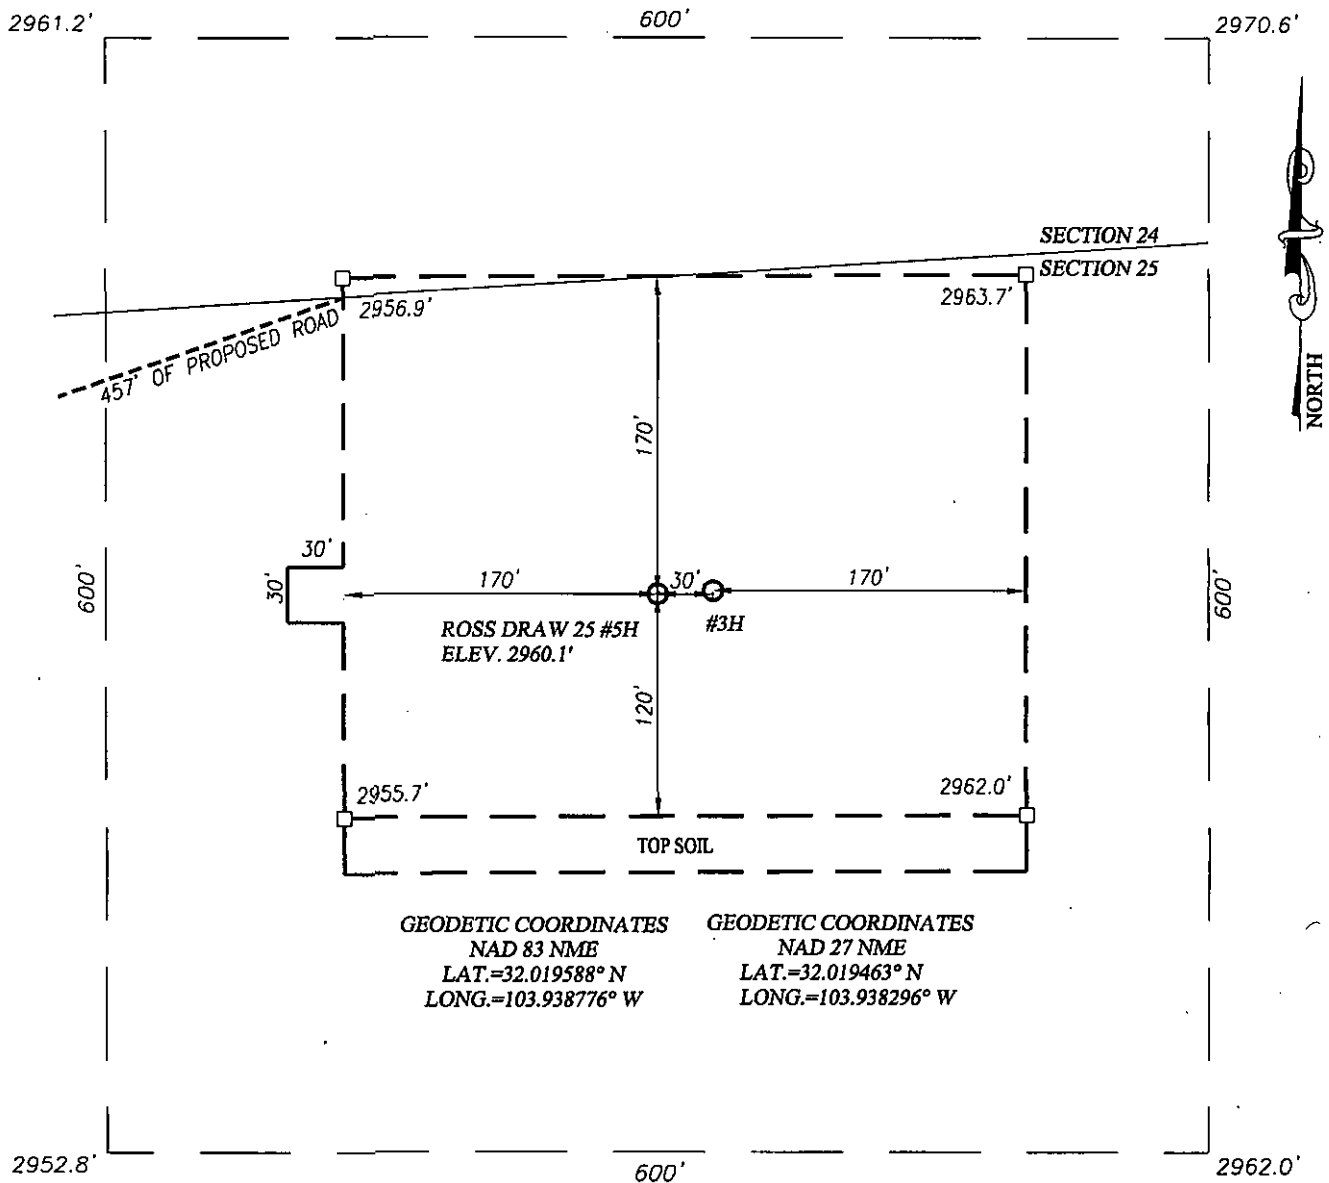 2961.2'
600'
2970.6'
SECTION 24
SECTION 25
2956.9'
2963.7'
457' OF PROPOSED ROAD
NORTH
170'
30'
30'
170'
30'
170'
600'
600'
ROSS DRAW 25 #5H
ELEV. 2960.1'
#3H
120'
2955.7'
2962.0'
TOP SOIL
GEODETIC COORDINATES
NAD 83 NME
LAT.=32.019588° N
LONG.=103.938776° W
GEODETIC COORDINATES
NAD 27 NME
LAT.=32.019463° N
LONG.=103.938296° W
2952.8'
600'
2962.0'